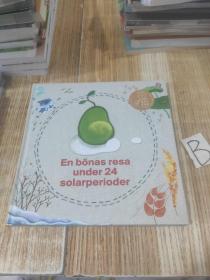 En bönas resa
under 24
solarperioder
B